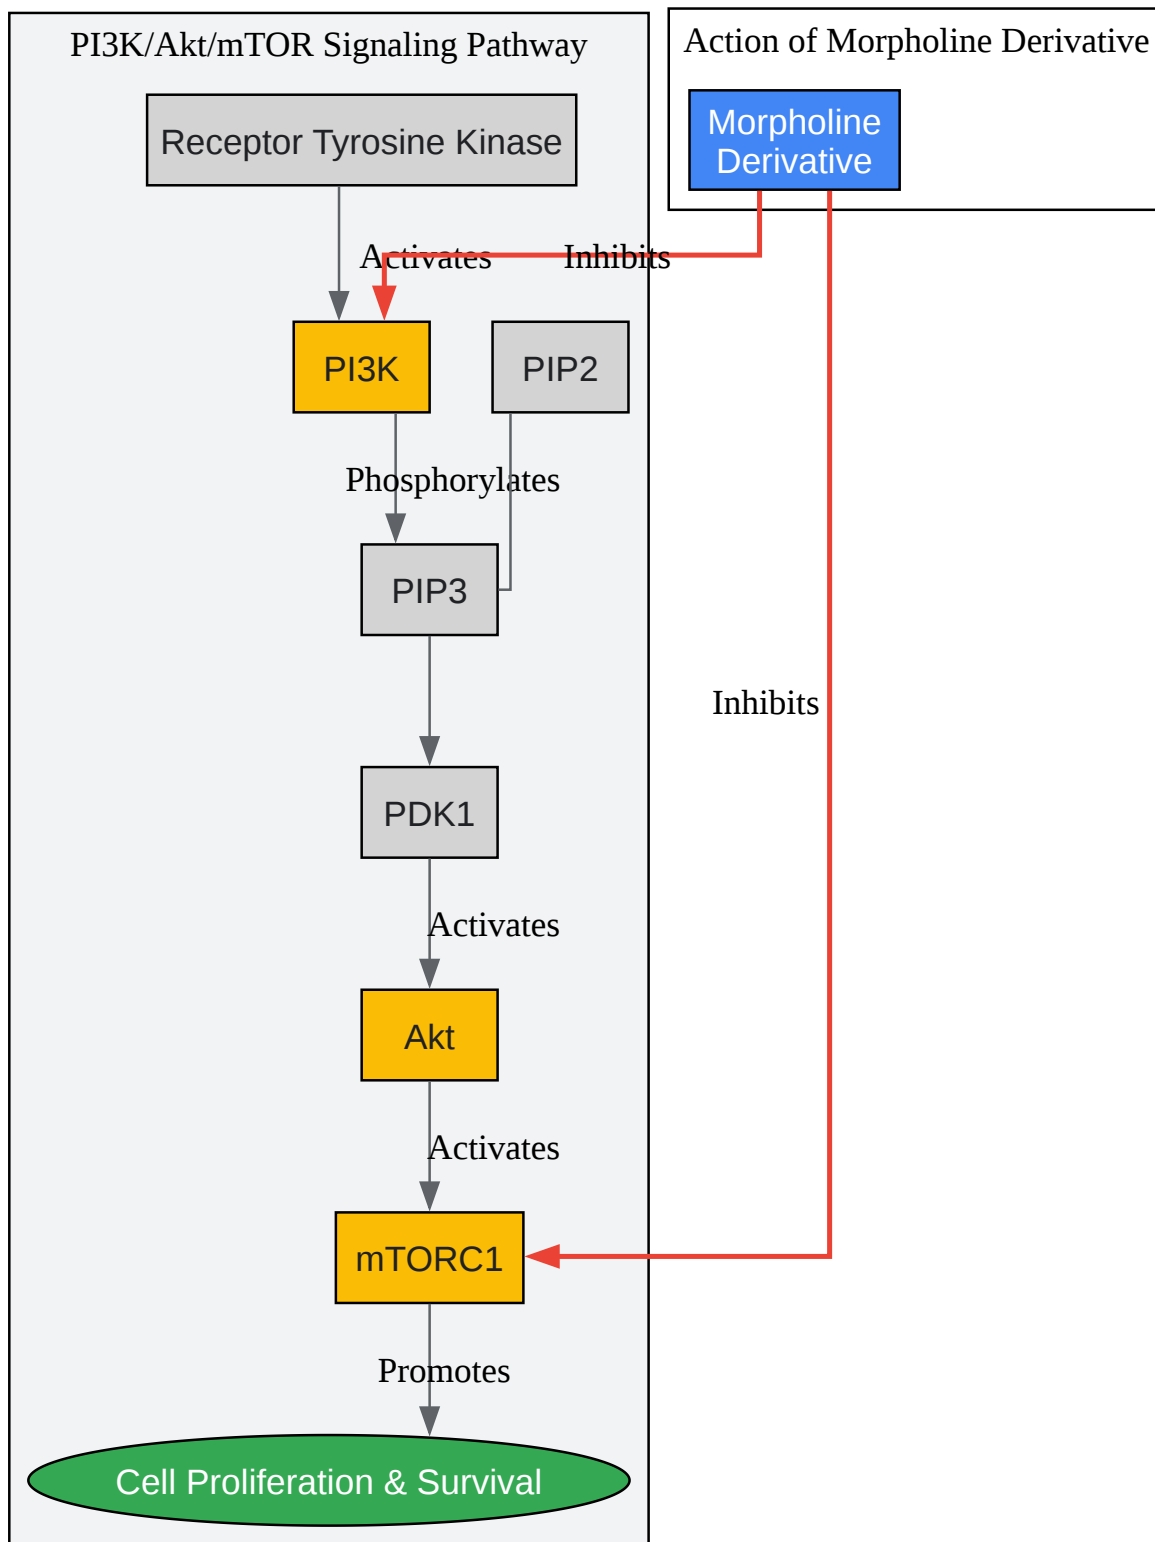 PI3K/Akt/mTOR Signaling Pathway
Action of Morpholine Derivative
Receptor Tyrosine Kinase
Morpholine
Derivative
Activates
Inhibits
PI3K
PIP2
Phosphorylates
PIP3
Inhibits
PDK1
Activates
Akt
Activates
mTORC1
Promotes
Cell Proliferation & Survival